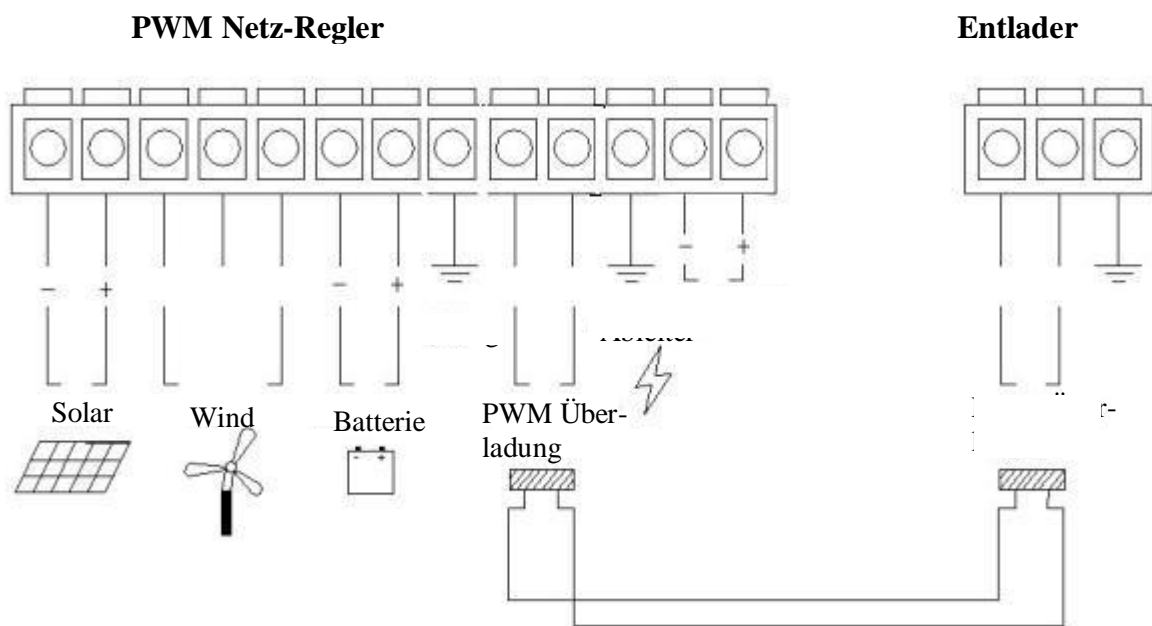 PWM Netz-Regler
Entlader
- +
- +
- +
Solar
Wind
Batterie
PWM Über-
ladung
- +